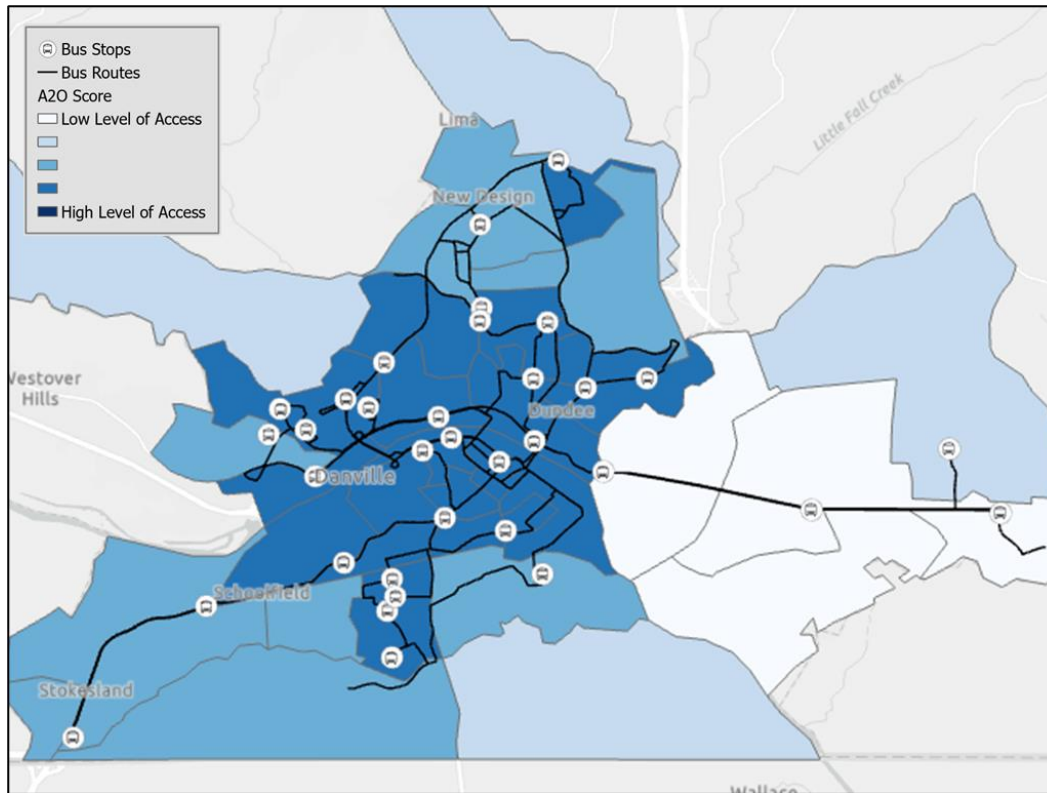 Bus Stops
Bus Routes
A2O Score
Low Level of Access
High Level of Access
Lima
Little Fall Creek
New Design
Westover
Hills
Dundee
Danville
Schoolfield
Stokesland
Wallace